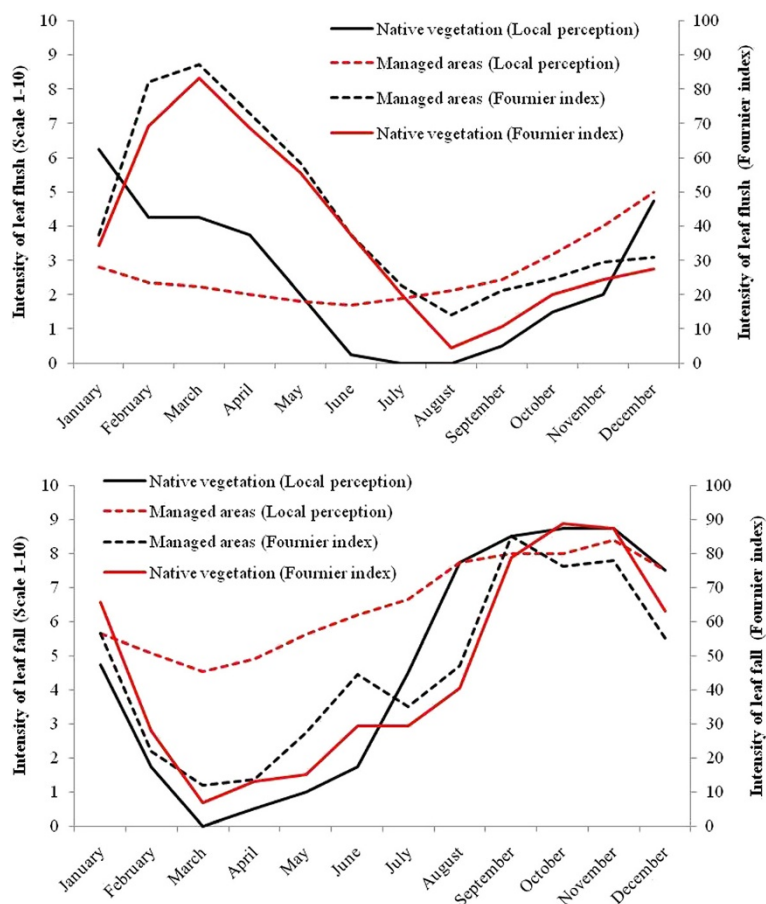 Intensity of leaf flush (Scale 1-10)
10
9
8
7
6
5
4
3
2
1
0
Native vegetation (Local perception)
Managed areas (Local perception)
Managed areas (Fournier index)
Native vegetation (Fournier index)
100
90
80
70
60
50
40
30
20
10
0
Intensity of leaf flush (Fournier index)
January
February
March
April
May
June
July
August
September
October
November
December
Intensity of leaf fall (Scale 1-10)
10
9
8
7
6
5
4
3
2
1
0
Native vegetation (Local perception)
Managed areas (Local perception)
Managed areas (Fournier index)
Native vegetation (Fournier index)
100
90
80
70
60
50
40
30
20
10
0
Intensity of leaf fall (Fournier index)
January
February
March
April
May
June
July
August
September
October
November
December